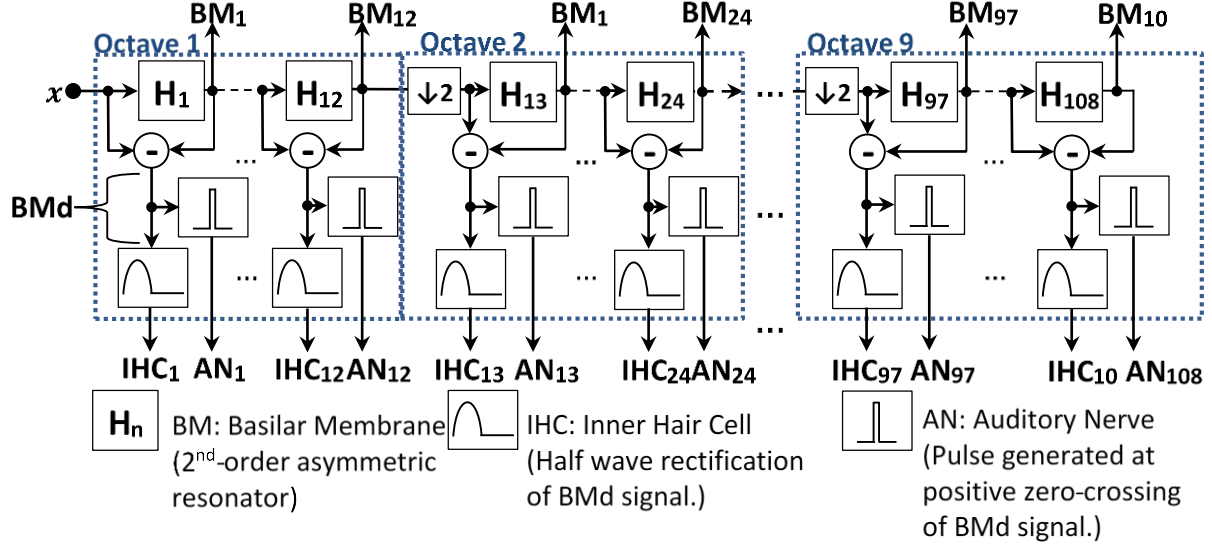 BM1 BM12 BM1 BM24 BM97 BM10
Octave 1 Octave 2 Octave 9
x H1 H12 ↓2 H13 H24 ... ↓2 H97 H108
- ... - - ... - - ... -
BMd ...
... ... ...
...
IHC1 AN1 IHC12 AN12 IHC13 AN13 IHC24 AN24 IHC97 AN97 IHC10 AN108
Hn BM: Basilar Membrane
(2nd-order asymmetric
resonator)
IHC: Inner Hair Cell
(Half wave rectification
of BMd signal.)
AN: Auditory Nerve
(Pulse generated at
positive zero-crossing
of BMd signal.)